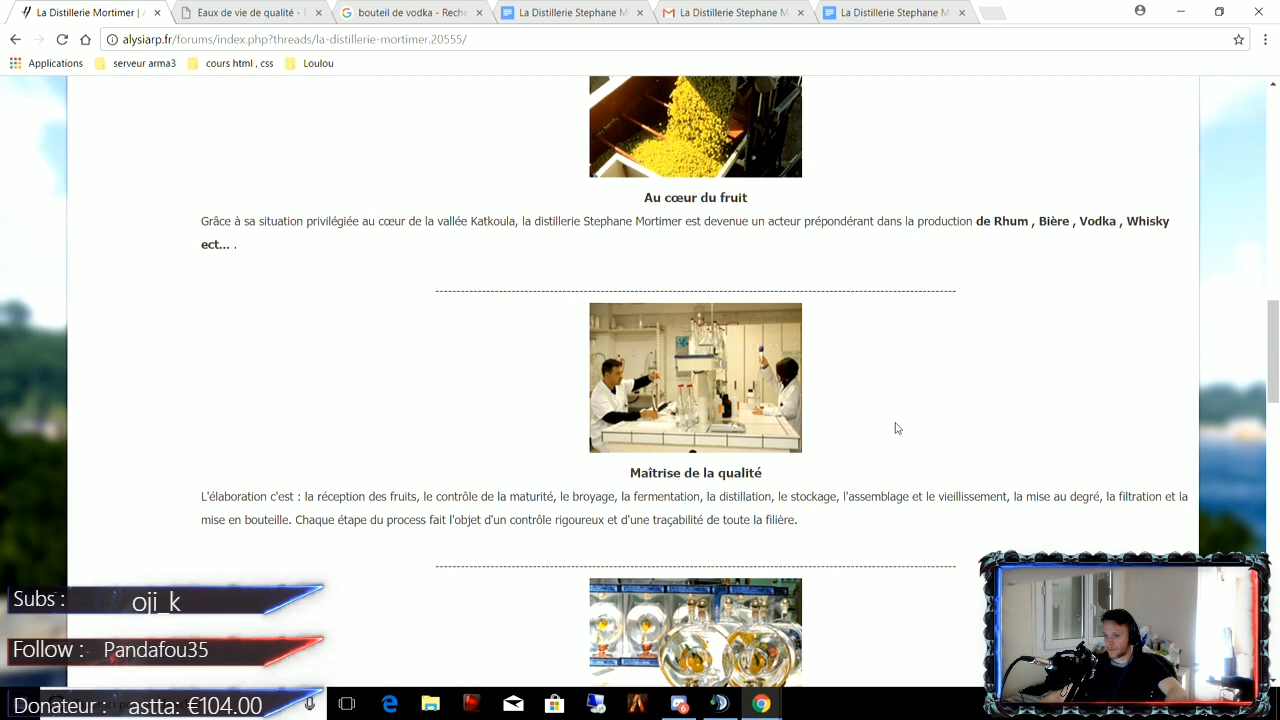 La Distillerie Mortimer |
Eaux de vie de qualité -
bouteil de vodka - Reche
La Distillerie Stephane M
La Distillerie Stephane M
La Distillerie Stephane M
alysiarp.fr/forums/index.php?threads/la-distillerie-mortimer.20555/
Applications
serveur arma3
cours html , css
Loulou
Au cœur du fruit
Grâce à sa situation privilégiée au cœur de la vallée Katkoula, la distillerie Stephane Mortimer est devenue un acteur prépondérant dans la production de Rhum , Bière , Vodka , Whisky
ect... .
Maîtrise de la qualité
L'élaboration c'est : la réception des fruits, le contrôle de la maturité, le broyage, la fermentation, la distillation, le stockage, l'assemblage et le vieillissement, la mise au degré, la filtration et la
mise en bouteille. Chaque étape du process fait l'objet d'un contrôle rigoureux et d'une traçabilité de toute la filière.
Subs : oji_k
Follow : Pandafou35
Donateur : astta: €104.00